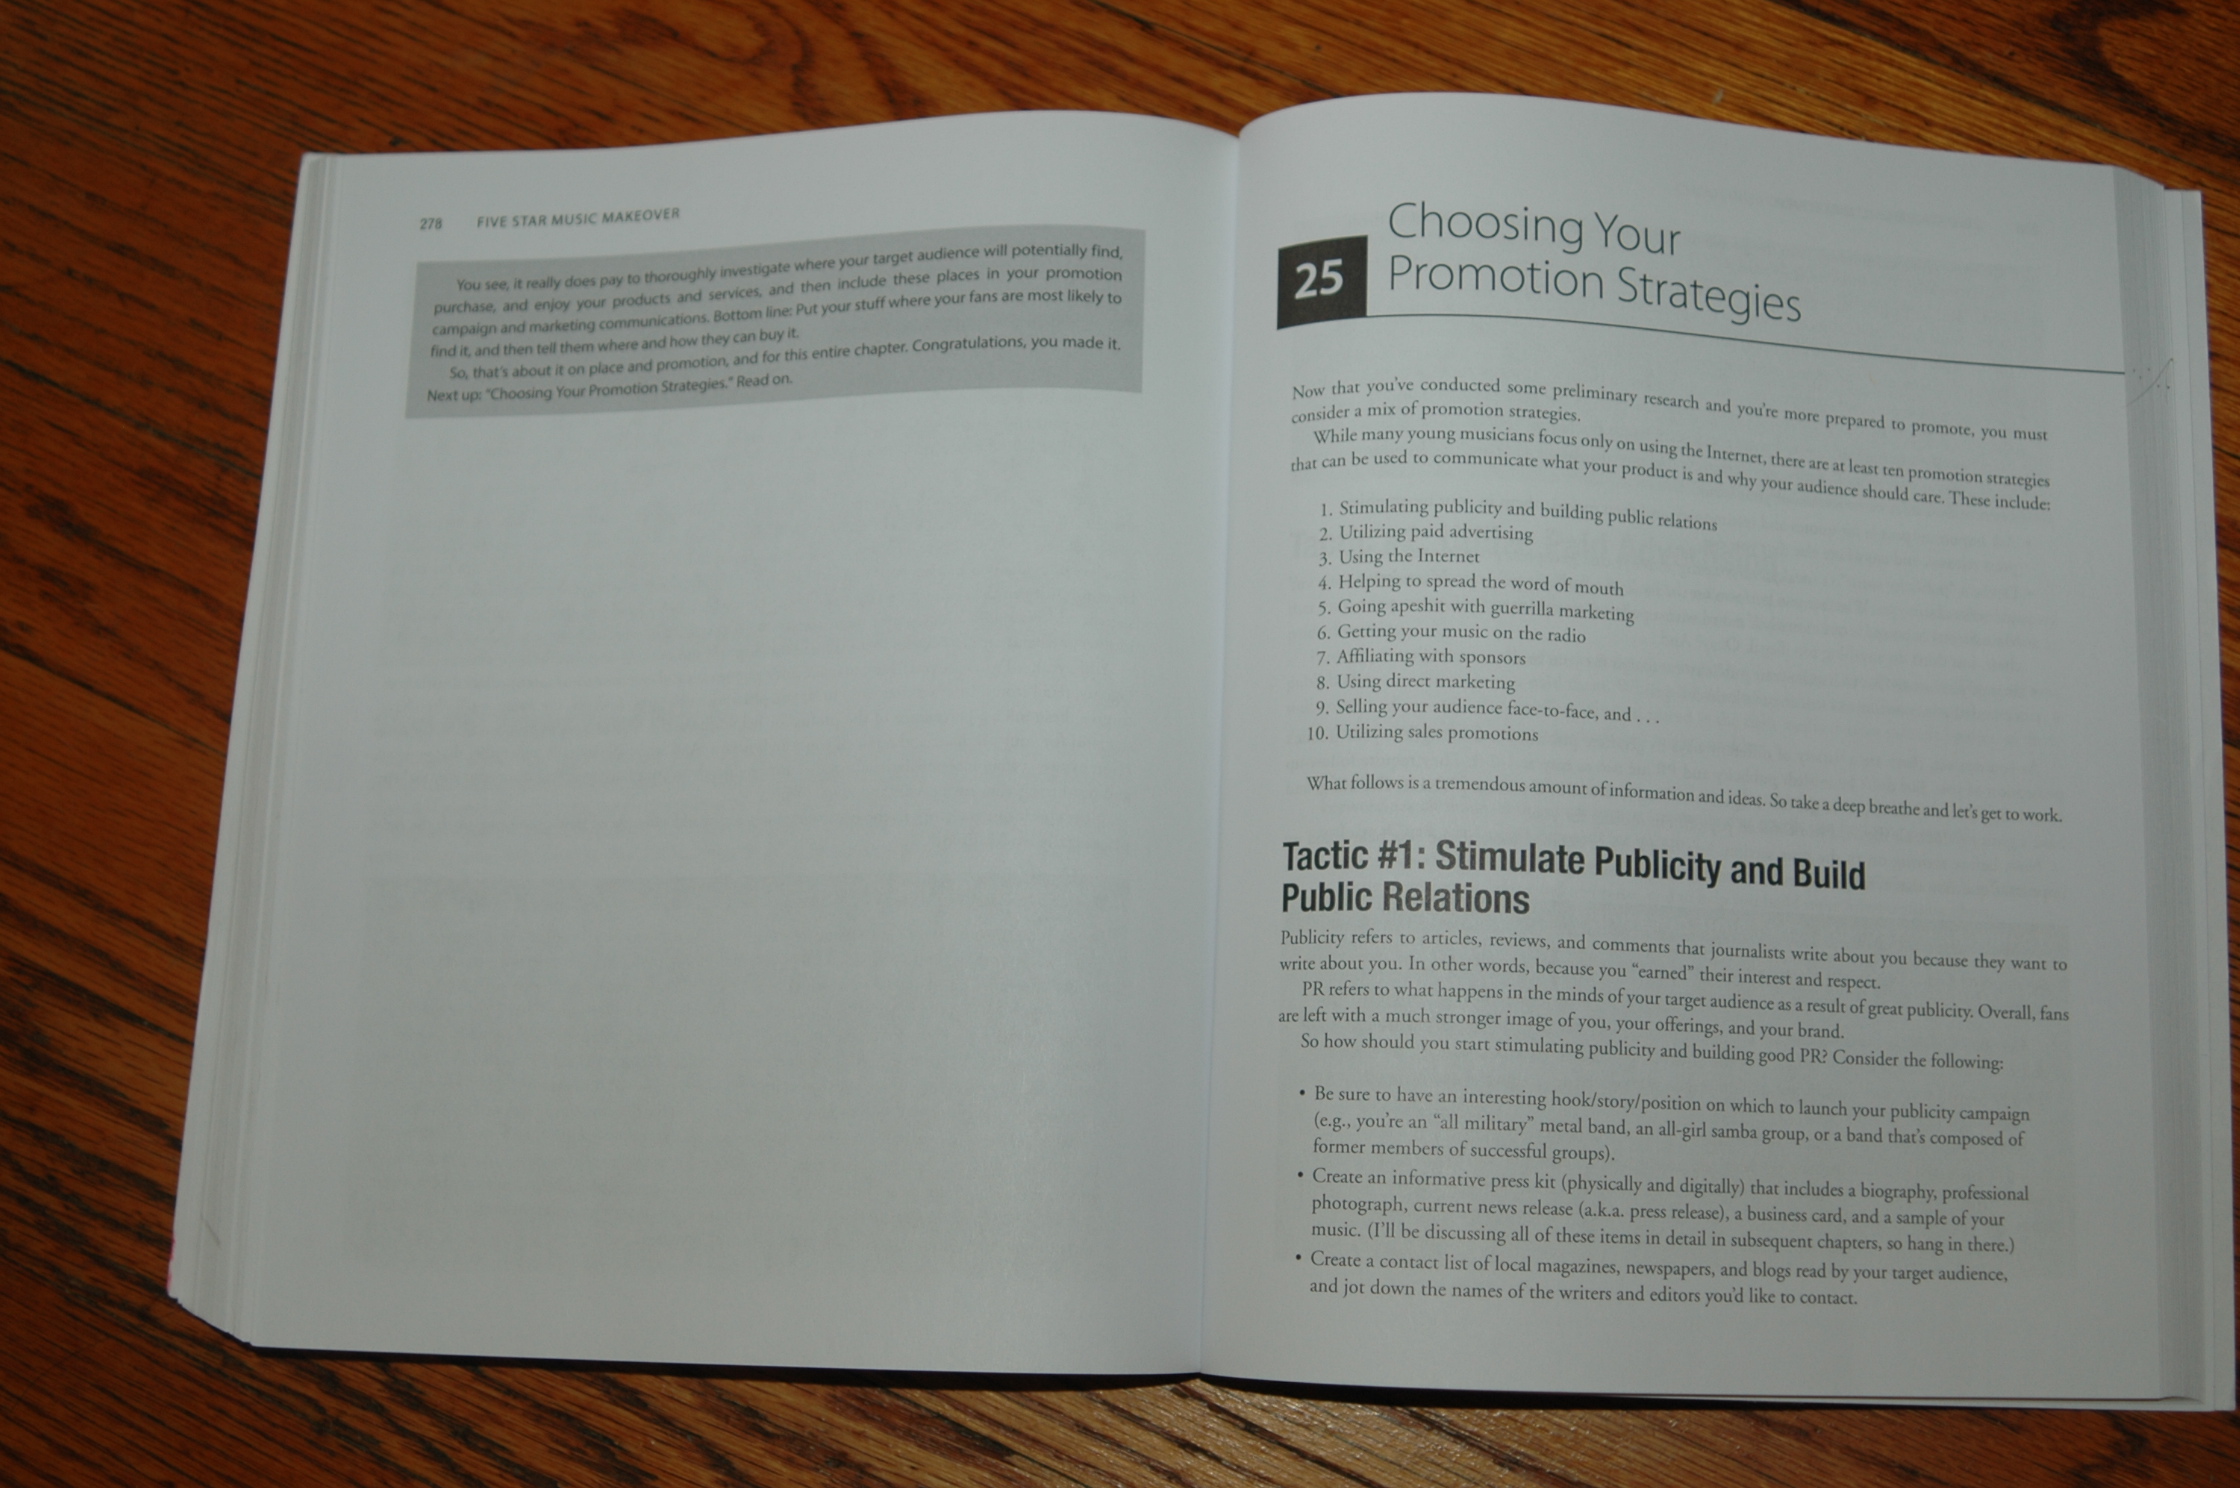 278 FIVE STAR MUSIC MAKEOVER
You see, it really does pay to thoroughly investigate where your target audience will potentially find,
purchase, and enjoy your products and services, and then include these places in your promotion
campaign and marketing communications. Bottom line: Put your stuff where your fans are most likely to
find it, and then tell them where and how they can buy it.
So, that's about it on place and promotion, and for this entire chapter. Congratulations, you made it.
Next up: "Choosing Your Promotion Strategies." Read on.
25
Choosing Your
Promotion Strategies
Now that you've conducted some preliminary research and you're more prepared to promote, you must
consider a mix of promotion strategies.
While many young musicians focus only on using the Internet, there are at least ten promotion strategies
that can be used to communicate what your product is and why your audience should care. These include:
1. Stimulating publicity and building public relations
2. Utilizing paid advertising
3. Using the Internet
4. Helping to spread the word of mouth
5. Going apeshit with guerrilla marketing
6. Getting your music on the radio
7. Affiliating with sponsors
8. Using direct marketing
9. Selling your audience face-to-face, and . . .
10. Utilizing sales promotions
What follows is a tremendous amount of information and ideas. So take a deep breathe and let's get to work.
Tactic #1: Stimulate Publicity and Build
Public Relations
Publicity refers to articles, reviews, and comments that journalists write about you because they want to
write about you. In other words, because you “earned” their interest and respect.
PR refers to what happens in the minds of your target audience as a result of great publicity. Overall, fans
are left with a much stronger image of you, your offerings, and your brand.
So how should you start stimulating publicity and building good PR? Consider the following:
• Be sure to have an interesting hook/story/position on which to launch your publicity campaign
(e.g., you're an “all military” metal band, an all-girl samba group, or a band that's composed of
former members of successful groups).
• Create an informative press kit (physically and digitally) that includes a biography, professional
photograph, current news release (a.k.a. press release), a business card, and a sample of your
music. (I'll be discussing all of these items in detail in subsequent chapters, so hang in there.)
• Create a contact list of local magazines, newspapers, and blogs read by your target audience,
and jot down the names of the writers and editors you'd like to contact.